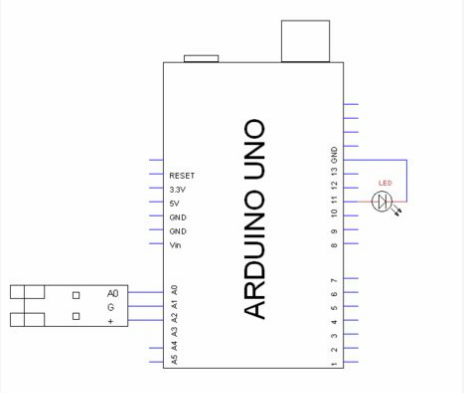 ARDUINO UNO
RESET
3.3V
5V
GND
GND
Vin
A0
A1
A2
A3
A4
A5
GND
13
12
11
10
9
8
7
6
5
4
3
2
1
LED
A0
G
+